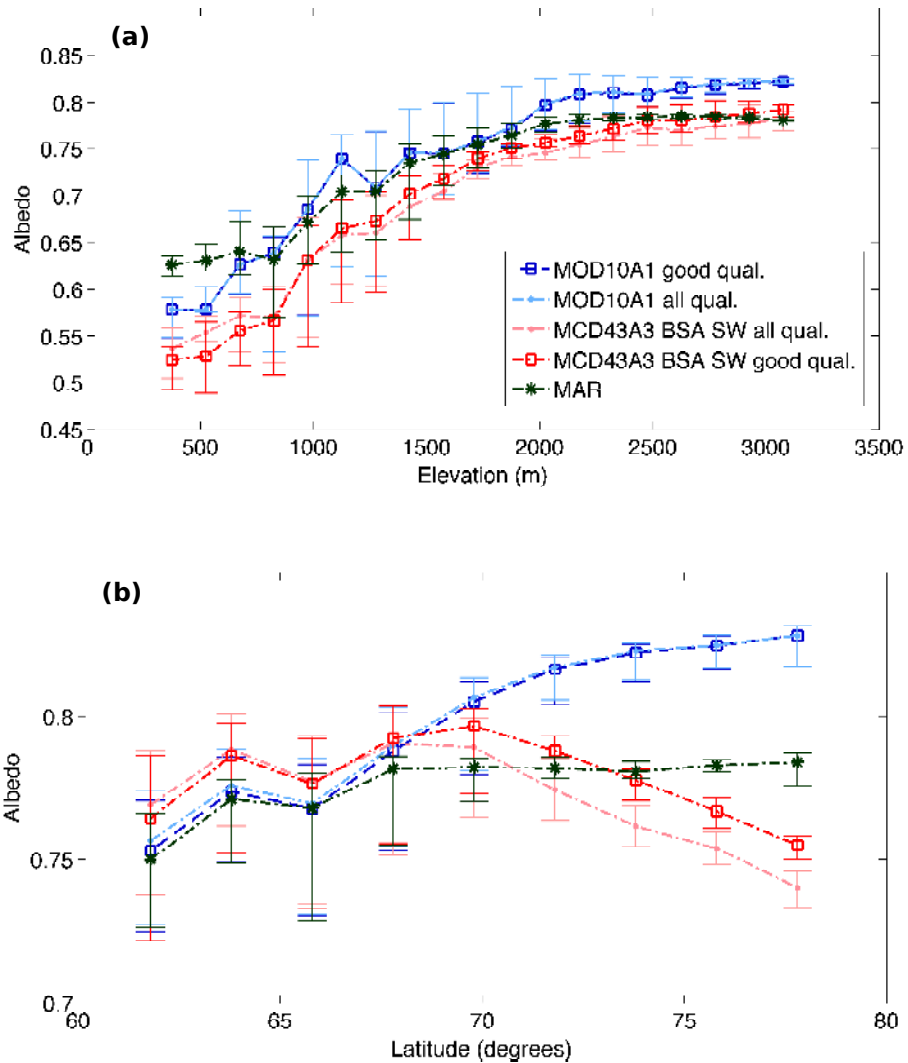 (a)
0.85
0.8
0.75
0.7
0.65
0.6
0.55
0.5
0.45
Albedo
MOD10A1 good qual.
MOD10A1 all qual.
MCD43A3 BSA SW all qual.
MCD43A3 BSA SW good qual.
MAR
0 500 1000 1500 2000 2500 3000 3500
Elevation (m)
(b)
0.8
0.75
0.7
Albedo
60 65 70 75 80
Latitude (degrees)